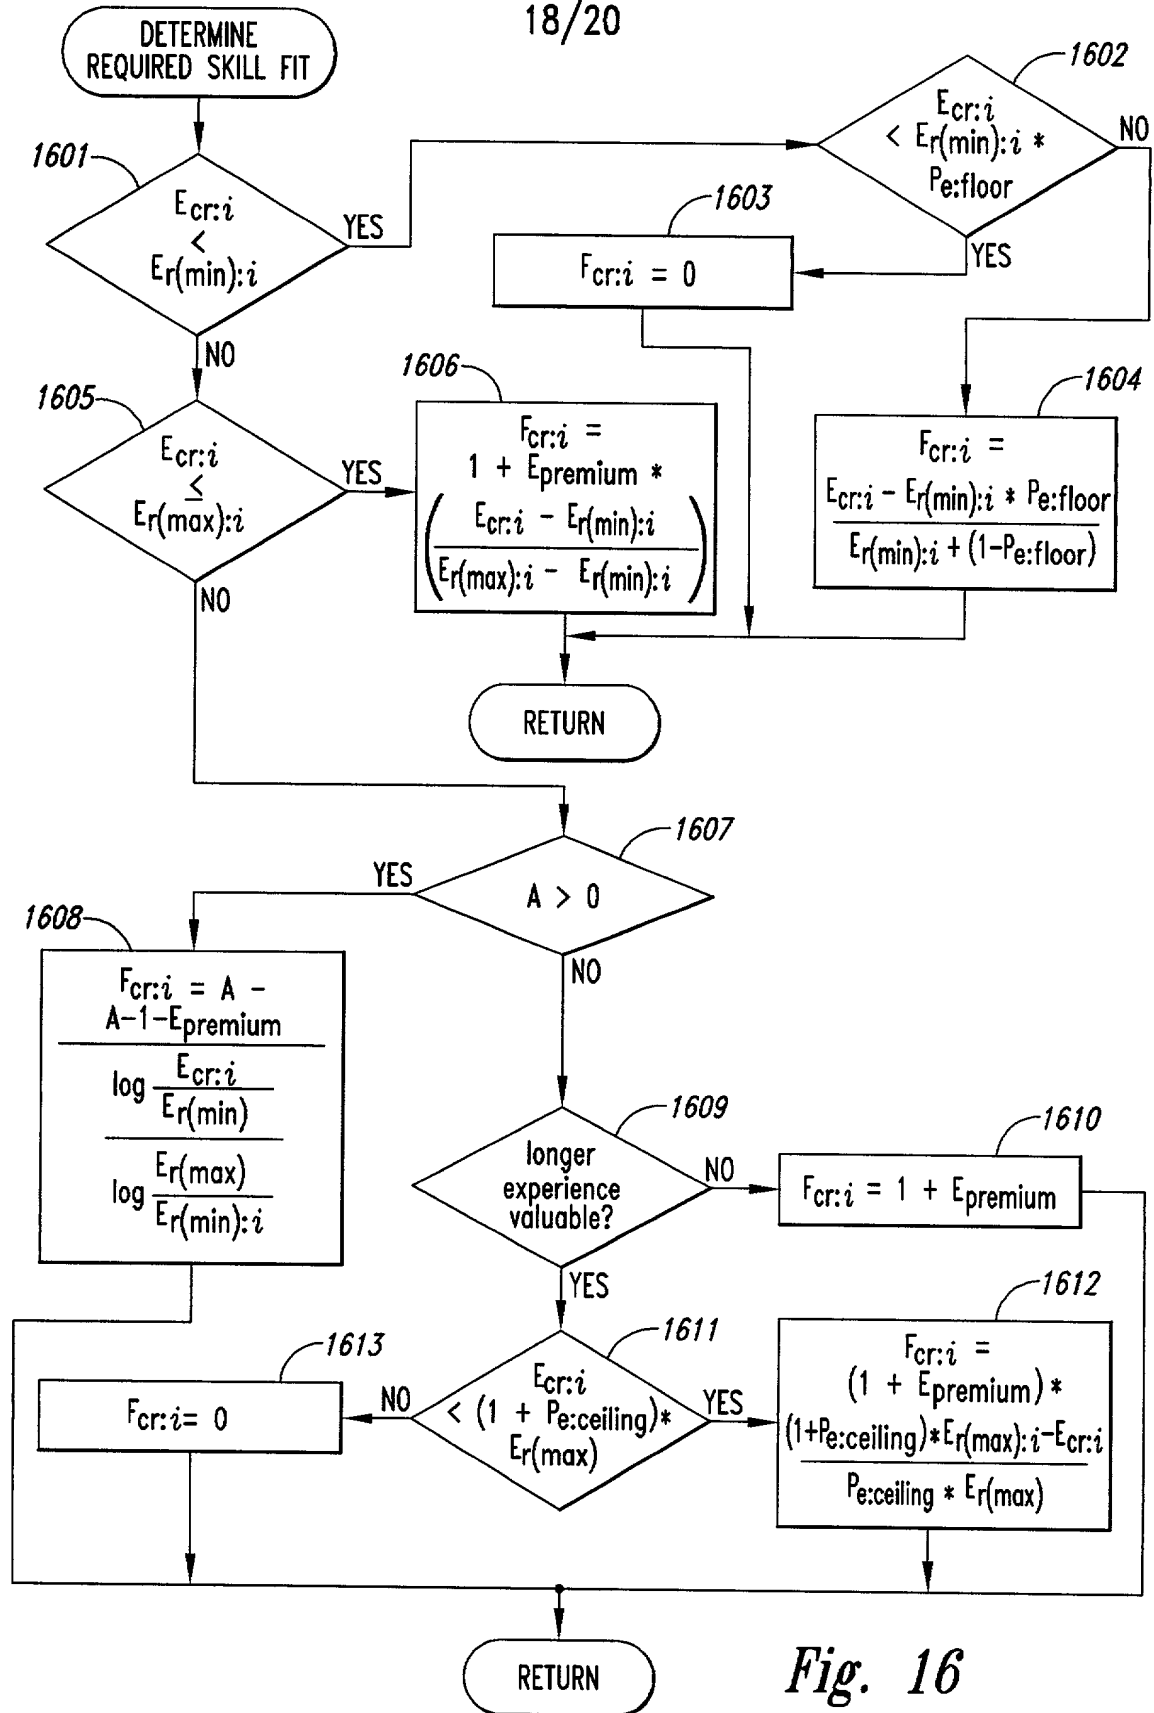 18/20
DETERMINE
REQUIRED SKILL FIT
1601
Ecr:i
<
Er(min):i
YES
NO
1602
Ecr:i
< Er(min):i *
Pe:floor
NO
YES
1603
Fcr:i = 0
1604
Fcr:i =
Ecr:i - Er(min):i * Pe:floor
Er(min):i + (1-Pe:floor)
1605
Ecr:i
≤
Er(max):i
YES
NO
1606
Fcr:i =
1 + Epremium *
( Ecr:i - Er(min):i
Er(max):i - Er(min):i )
RETURN
1607
A > 0
YES
NO
1608
Fcr:i = A -
A-1-Epremium
log Ecr:i
Er(min)
log Er(max)
Er(min):i
1609
longer
experience
valuable?
NO
YES
1610
Fcr:i = 1 + Epremium
1611
Ecr:i
< (1 + Pe:ceiling)*
Er(max)
NO
YES
1612
Fcr:i =
(1 + Epremium)*
(1+Pe:ceiling)*Er(max):i-Ecr:i
Pe:ceiling * Er(max)
1613
Fcr:i= 0
RETURN
Fig. 16